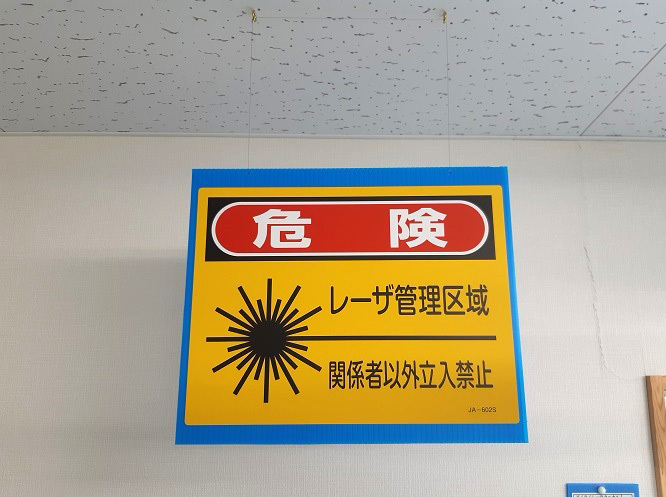 危険
レーザ管理区域
関係者以外立入禁止
JA-602S